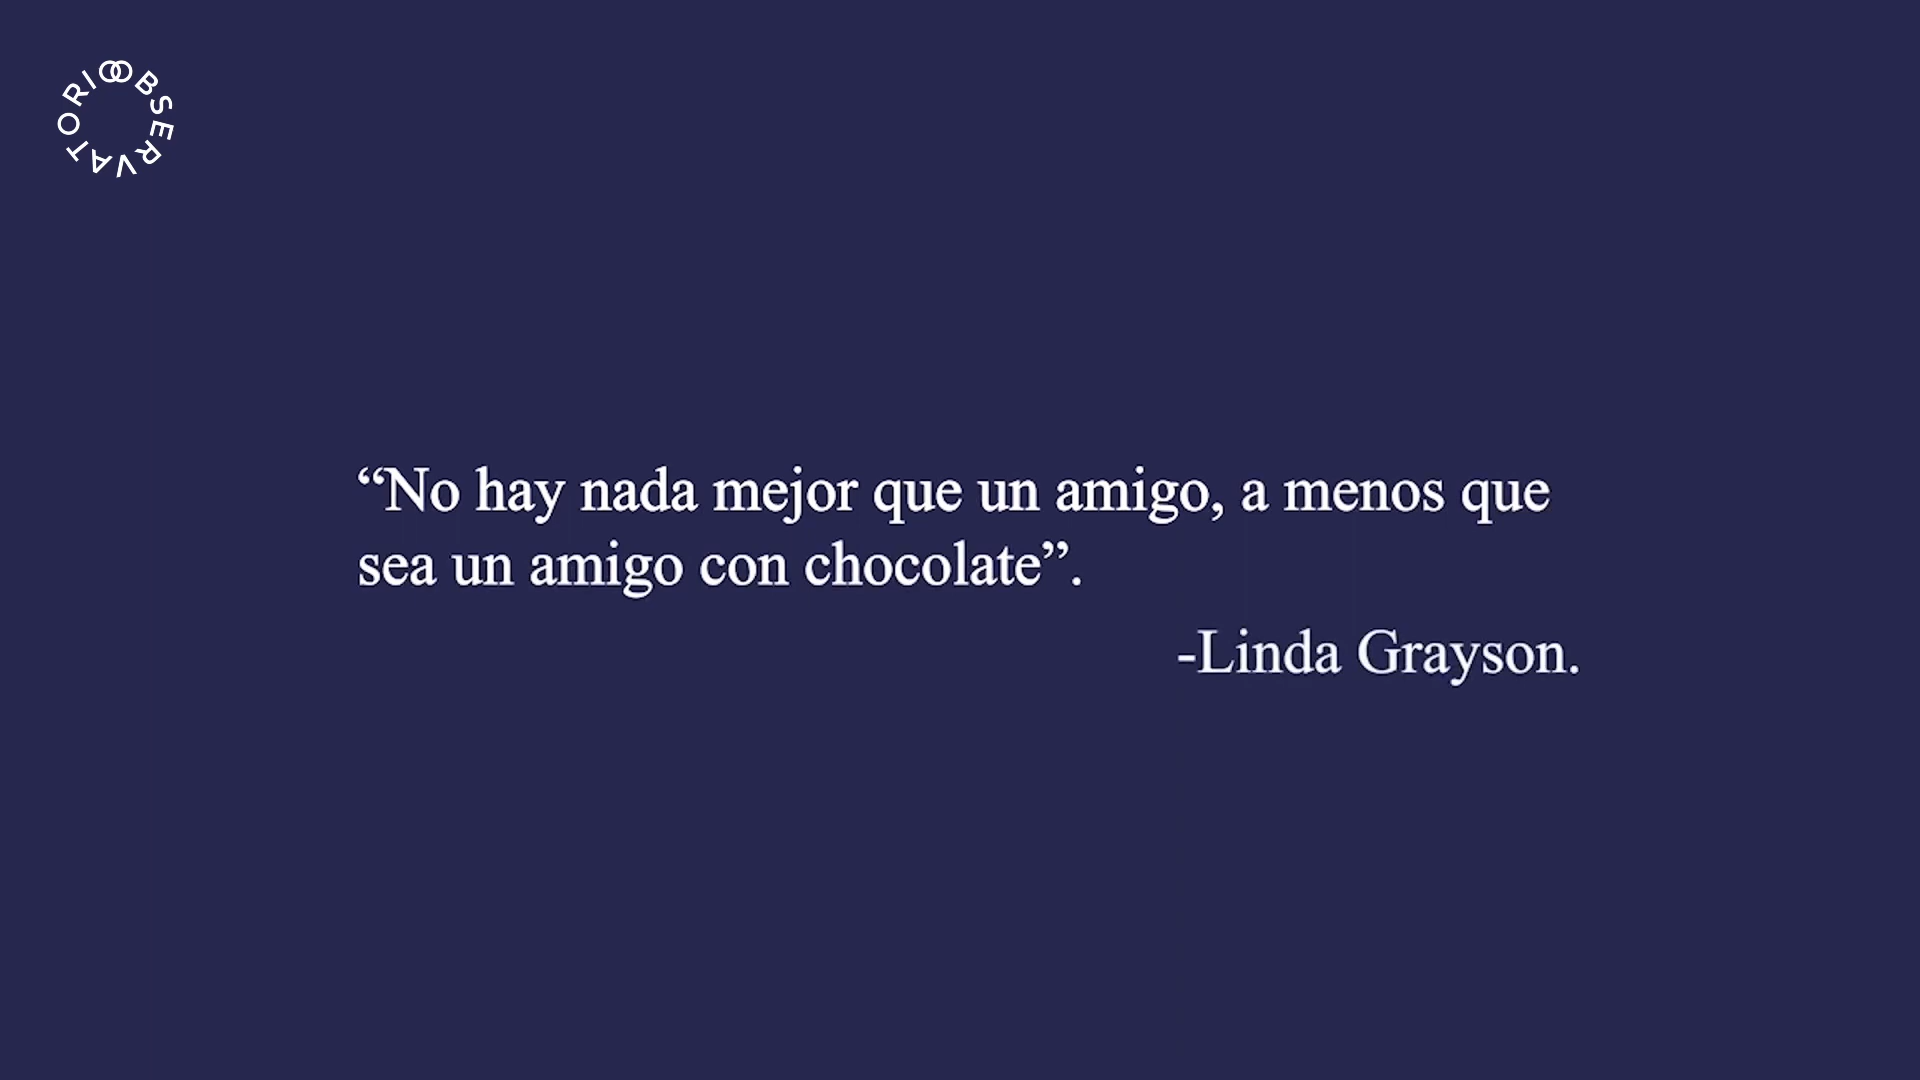 OBSERVATORIO
“No hay nada mejor que un amigo, a menos que
sea un amigo con chocolate”.
-Linda Grayson.